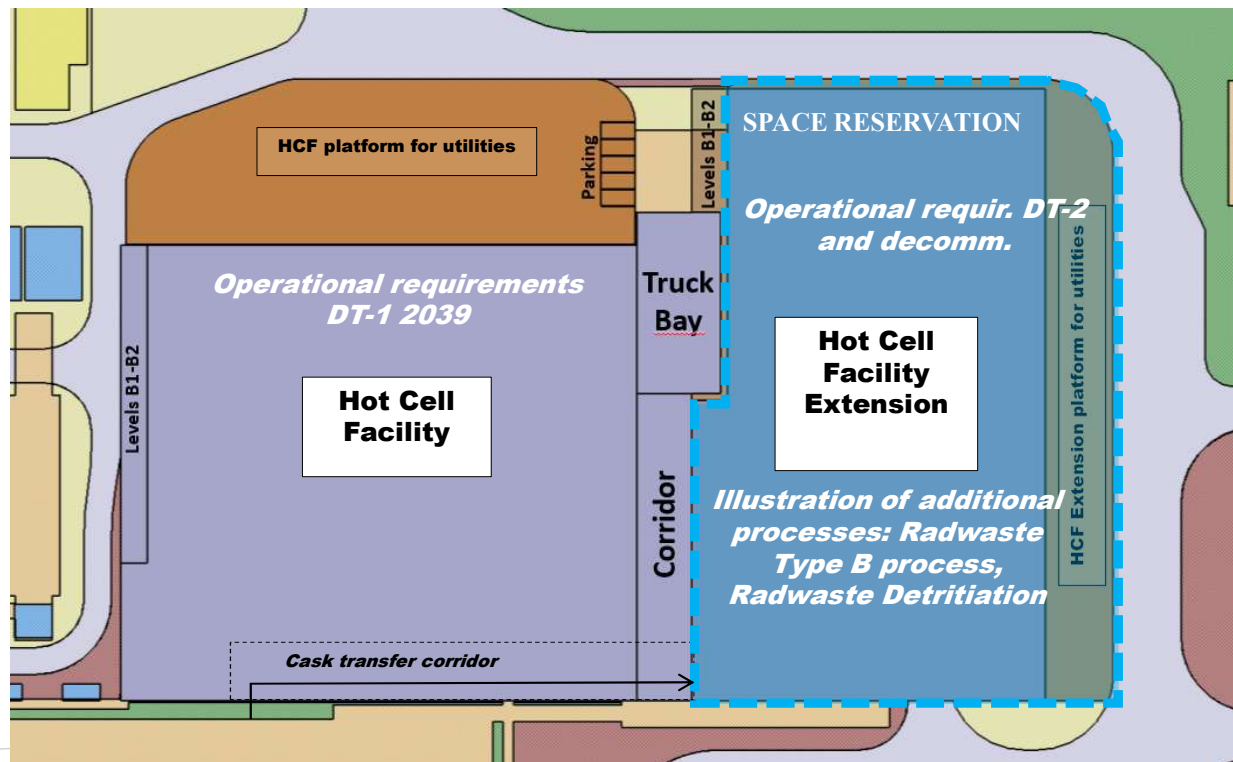 HCF platform for utilities
Parking
Levels B1-B2
SPACE RESERVATION
Operational requir. DT-2
and decomm.
Operational requirements
DT-1 2039
Truck
Bay
Levels B1-B2
Hot Cell
Facility
Hot Cell
Facility
Extension
HCF Extension platform for utilities
Corridor
Illustration of additional
processes: Radwaste
Type B process,
Radwaste Detritiation
Cask transfer corridor